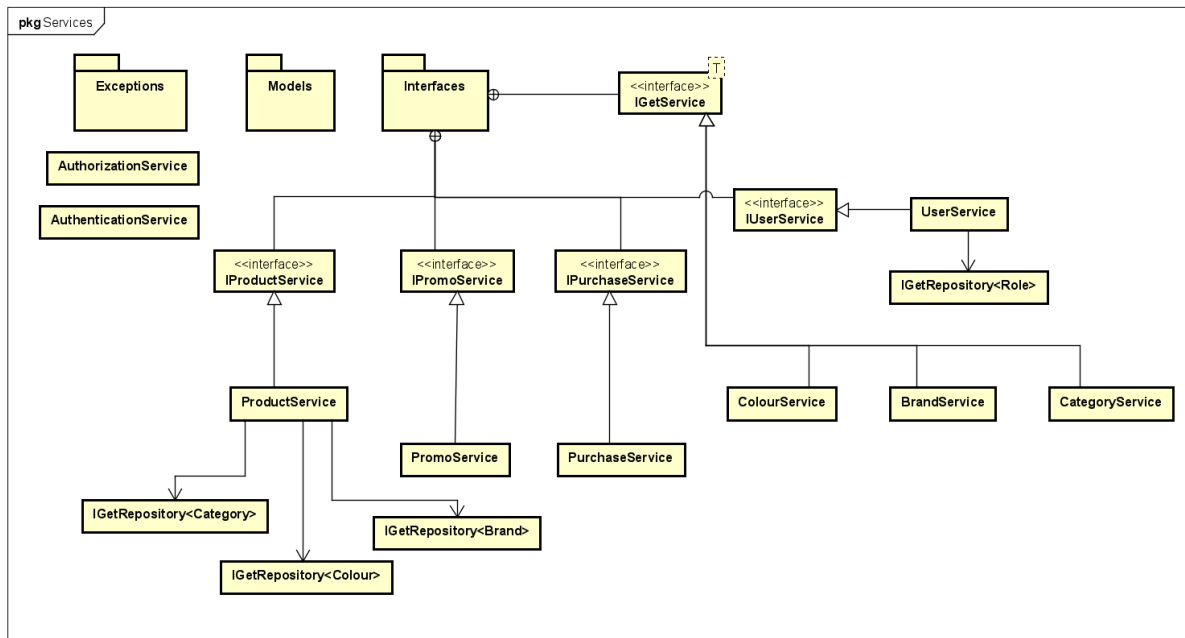 pkg Services
Exceptions
Models
Interfaces
T
<<interface>>
IGetService
AuthorizationService
AuthenticationService
<<interface>>
IUserService
UserService
<<interface>>
IProductService
<<interface>>
IPromoService
<<interface>>
IPurchaseService
IGetRepository<Role>
ProductService
ColourService
BrandService
CategoryService
PromoService
PurchaseService
IGetRepository<Category>
IGetRepository<Brand>
IGetRepository<Colour>